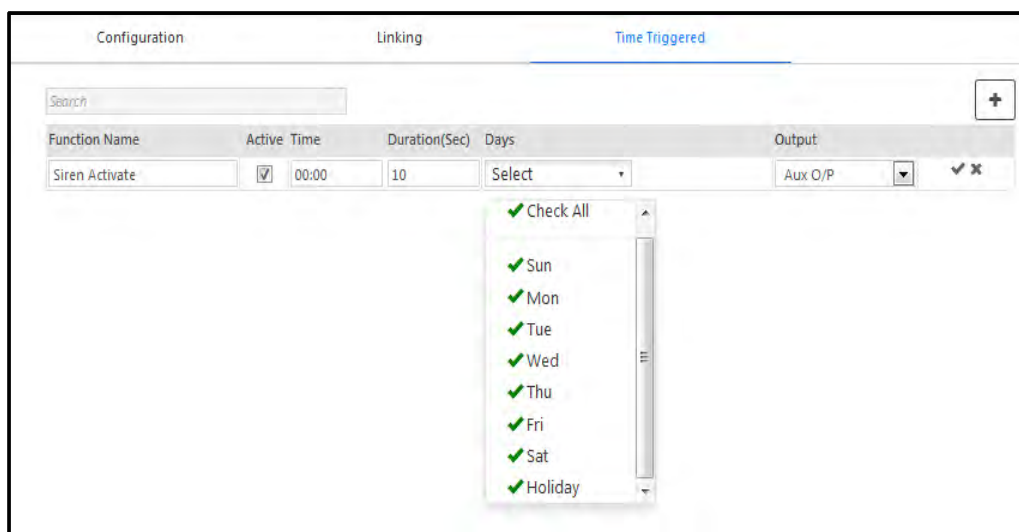 Configuration Linking Time Triggered
Search
+
Function Name Active Time Duration(Sec) Days Output
Siren Activate 00:00 10 Select Aux O/P
Check All
Sun
Mon
Tue
Wed
Thu
Fri
Sat
Holiday